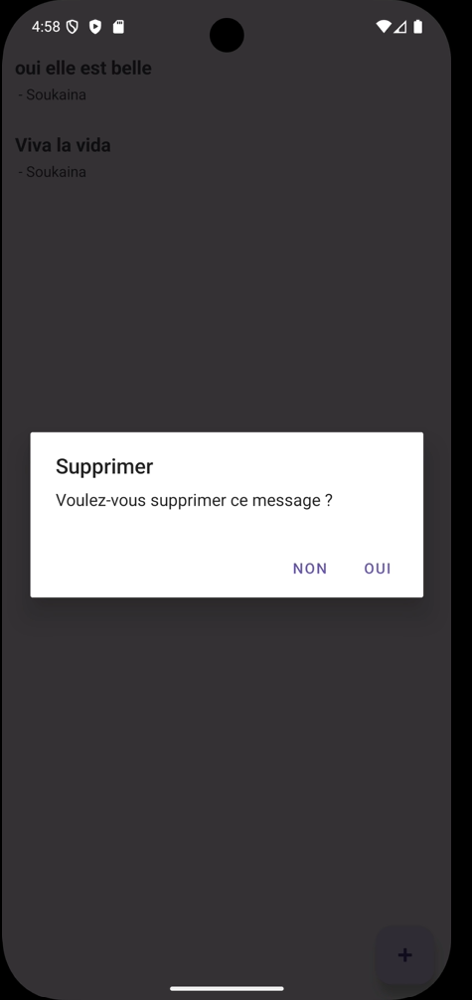 4:58
oui elle est belle
- Soukaina
Viva la vida
- Soukaina
Supprimer
Voulez-vous supprimer ce message ?
NON OUI
+